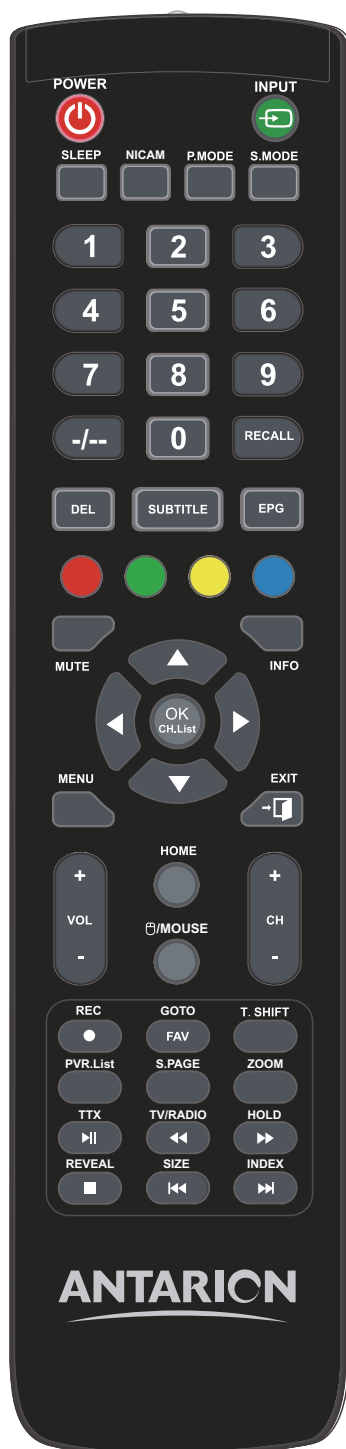 POWER INPUT
SLEEP NICAM P.MODE S.MODE
1 2 3
4 5 6
7 8 9
-/-- 0 RECALL
DEL SUBTITLE EPG
MUTE INFO
OK
CH.List
MENU EXIT
HOME
+ +
VOL CH
/MOUSE
- -
REC GOTO T. SHIFT
FAV
PVR.List S.PAGE ZOOM
TTX TV/RADIO HOLD
REVEAL SIZE INDEX
ANTARION